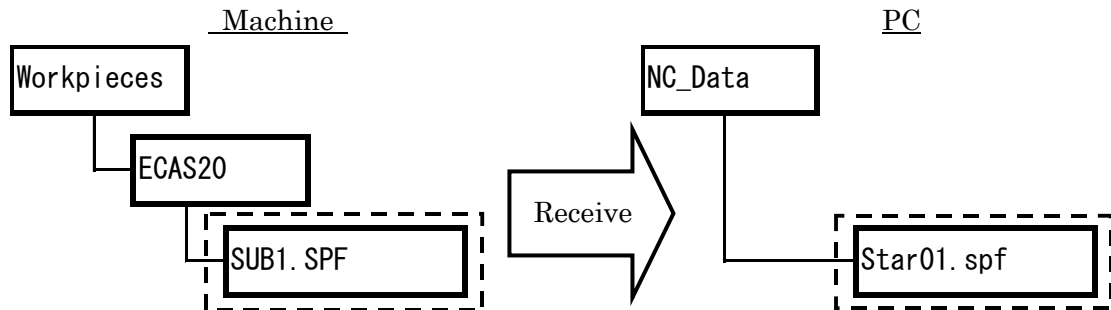 Machine
PC
Workpieces
NC_Data
ECAS20
Receive
SUB1.SPF
Star01.spf